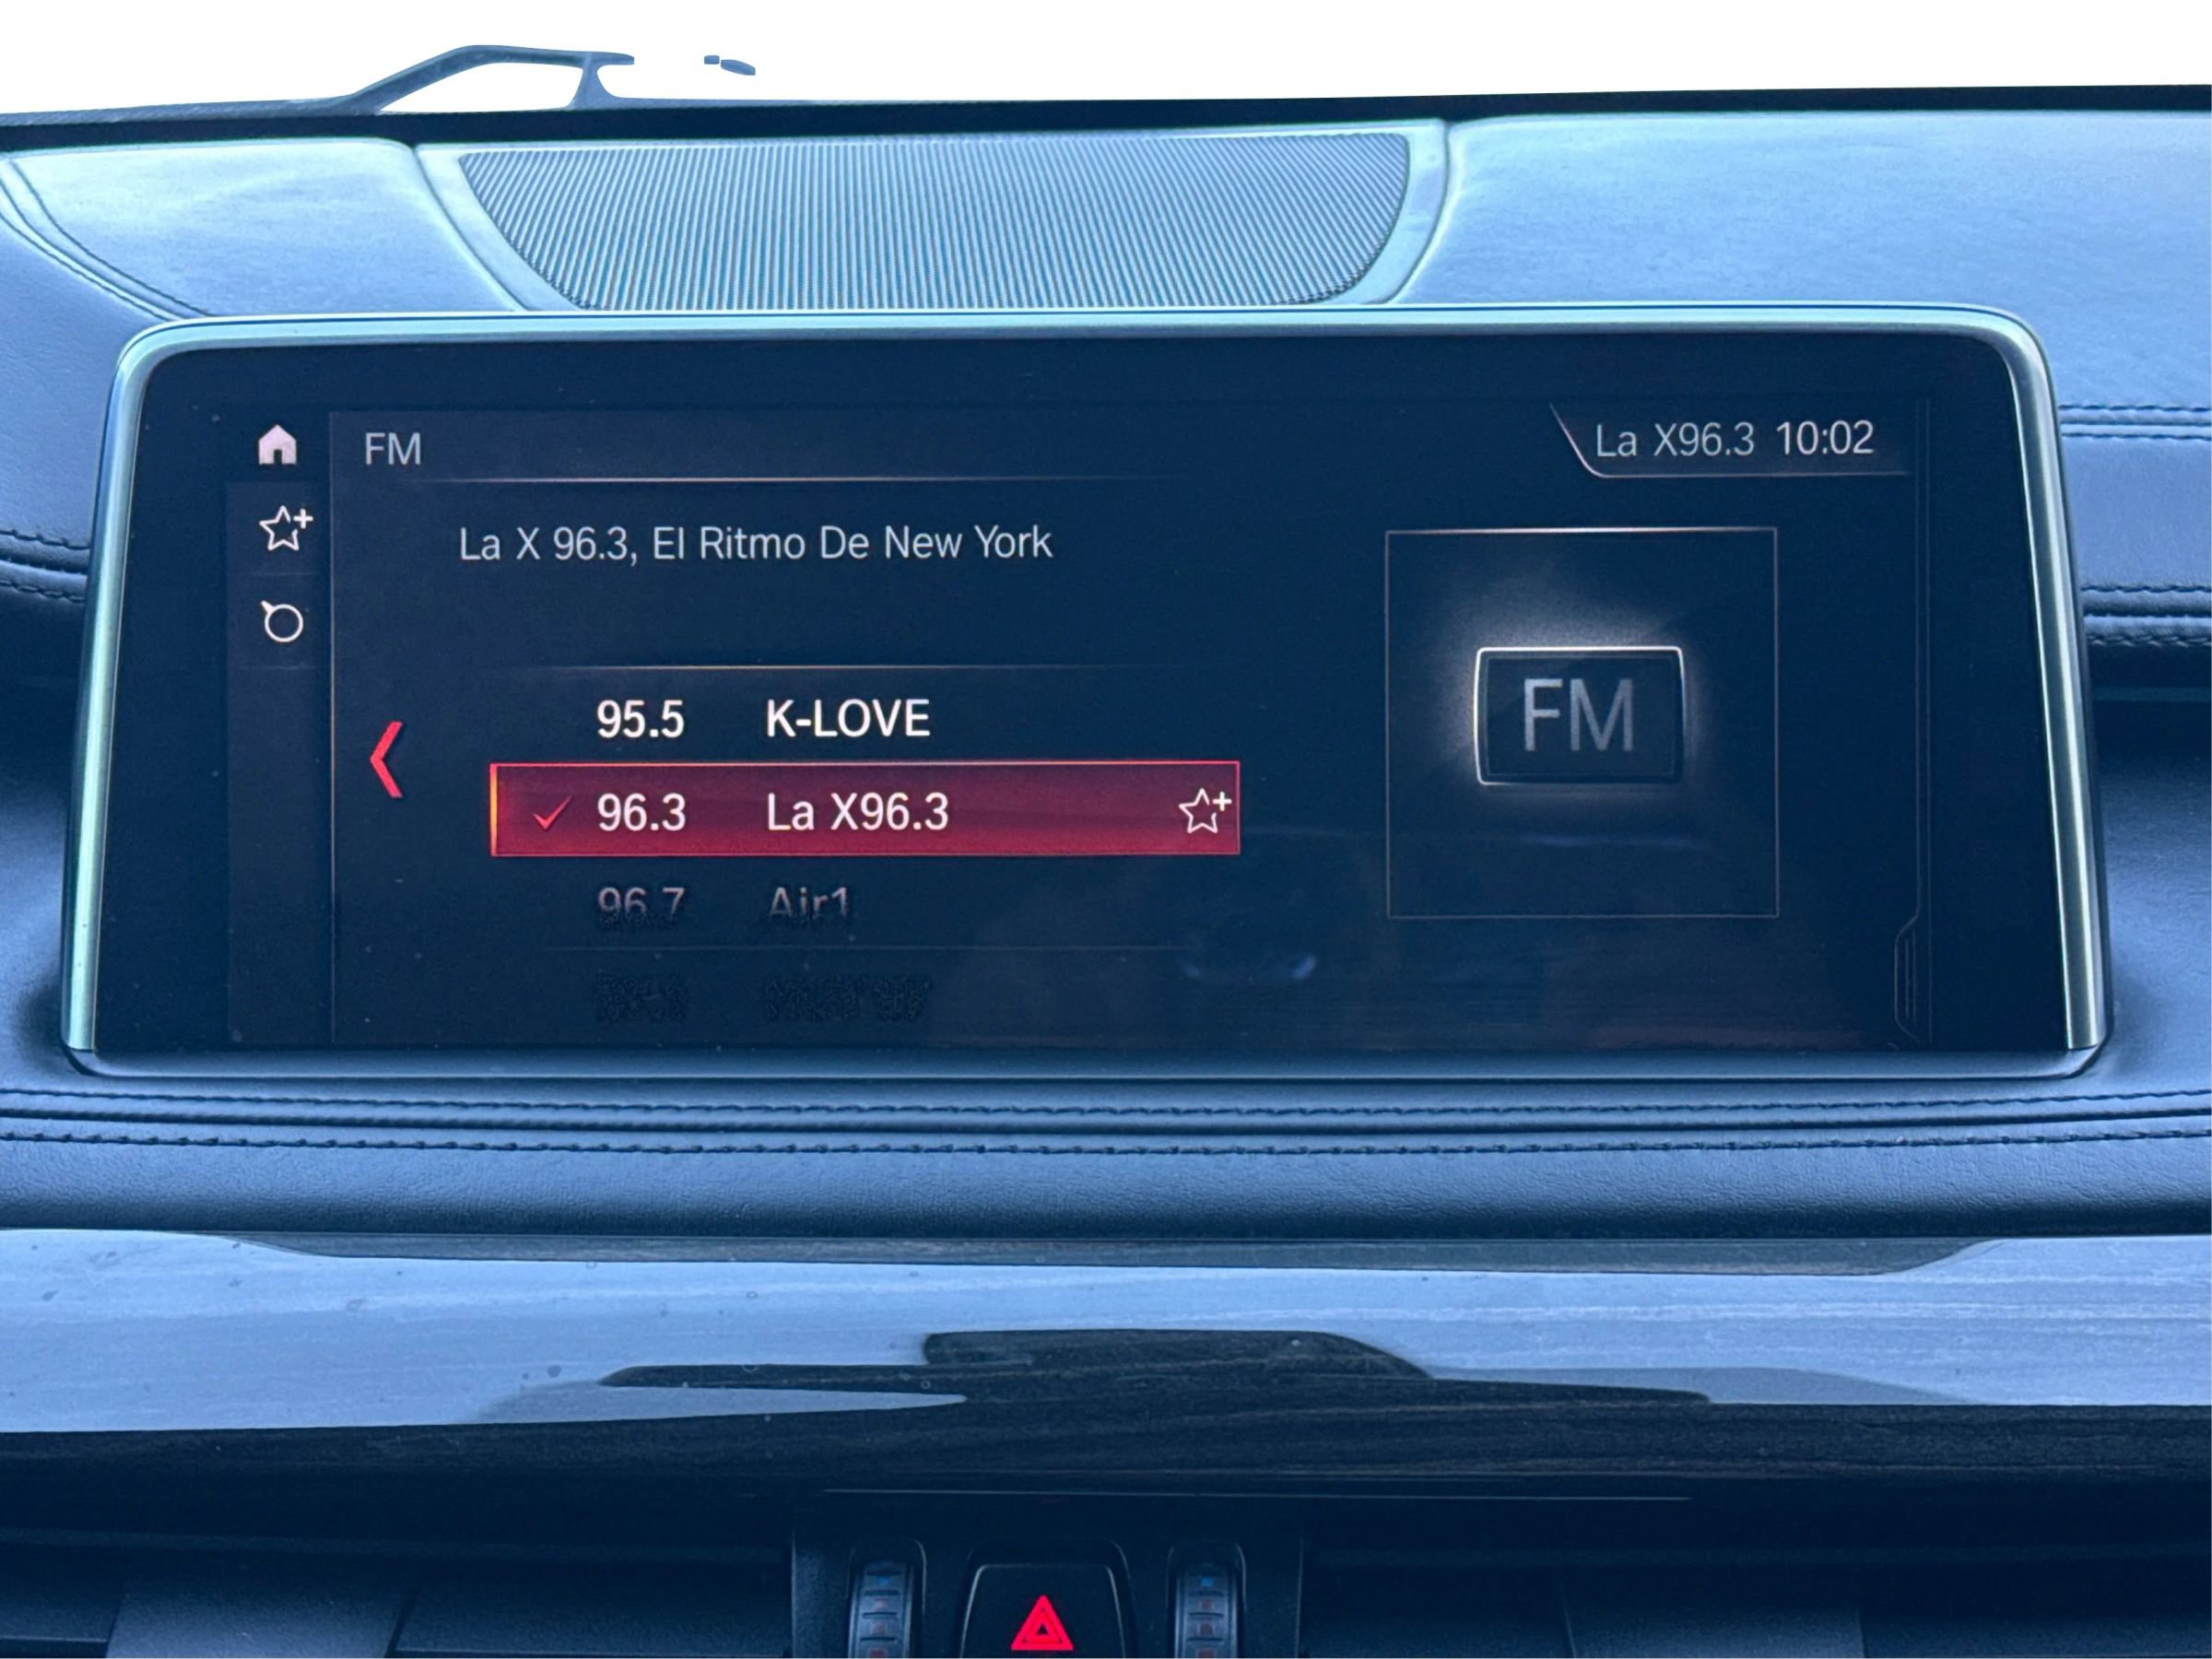 FM
La X96.3 10:02
La X 96.3, El Ritmo De New York
95.5 K-LOVE
96.3 La X96.3
96.7 Air1
FM